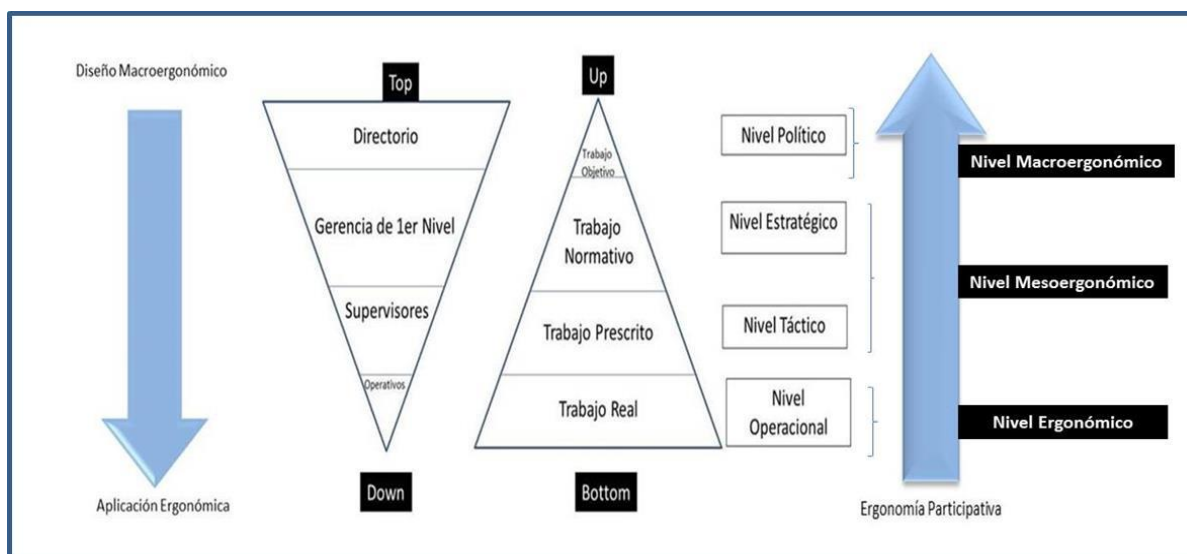 Diseño Macroergonómico
Top
Directorio
Gerencia de 1er Nivel
Supervisores
Operativos
Down
Aplicación Ergonómica
Up
Trabajo
Objetivo
Trabajo
Normativo
Trabajo Prescrito
Trabajo Real
Bottom
Nivel Político
Nivel Estratégico
Nivel Táctico
Nivel
Operacional
Nivel Macroergonómico
Nivel Mesoergonómico
Nivel Ergonómico
Ergonomía Participativa